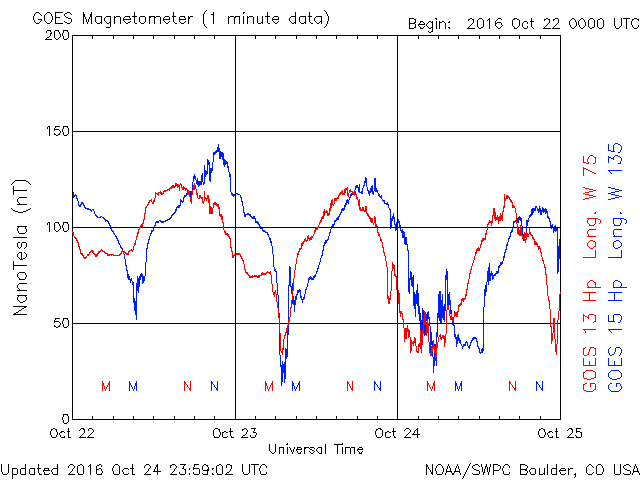 GOES Magnetometer (1 minute data)
Begin: 2016 Oct 22 0000 UTC
200
150
100
50
0
NanoTesla (nT)
M M N N M M N N M M N N
Oct 22 Oct 23 Oct 24 Oct 25
Universal Time
GOES 13 Hp Long. W 75
GOES 15 Hp Long. W 135
Updated 2016 Oct 24 23:59:02 UTC
NOAA/SWPC Boulder, CO USA